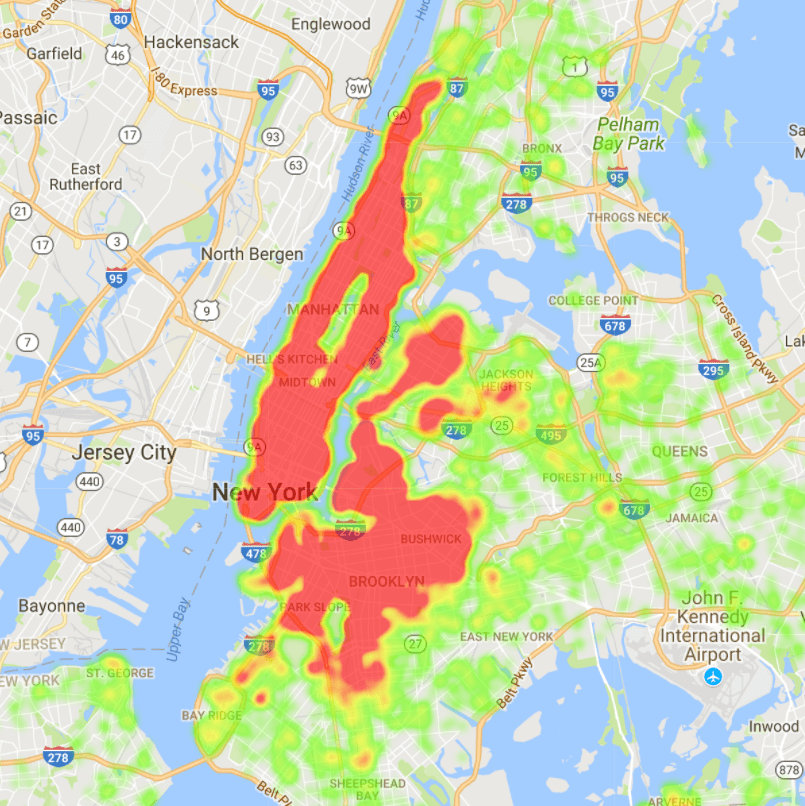 Englewood
80
Garden State
Hackensack
Garfield
46
I-80 Express
95
9W
87
1
95
9A
Passaic
17
93
BRONX
Pelham
Bay Park
63
95
95
East
Rutherford
Hudson River
87
278
21
THROGS NECK
17
3
9A
North Bergen
95
COLLEGE POINT
9
MANHATTAN
678
Cross Island Pkwy
7
East River
HELL'S KITCHEN
25A
295
MIDTOWN
JACKSON
HEIGHTS
278
25
495
95
9A
Jersey City
QUEENS
440
FOREST HILLS
New York
25
678
440
278
JAMAICA
78
478
BUSHWICK
BROOKLYN
Bayonne
PARK SLOPE
John F.
Kennedy
International
Airport
Upper Bay
278
27
EAST NEW YORK
NEW JERSEY
NEW YORK
ST. GEORGE
Belt Pkwy
BAY RIDGE
Inwood
278
878
SHEEPSHEAD
BAY
ARVERNE